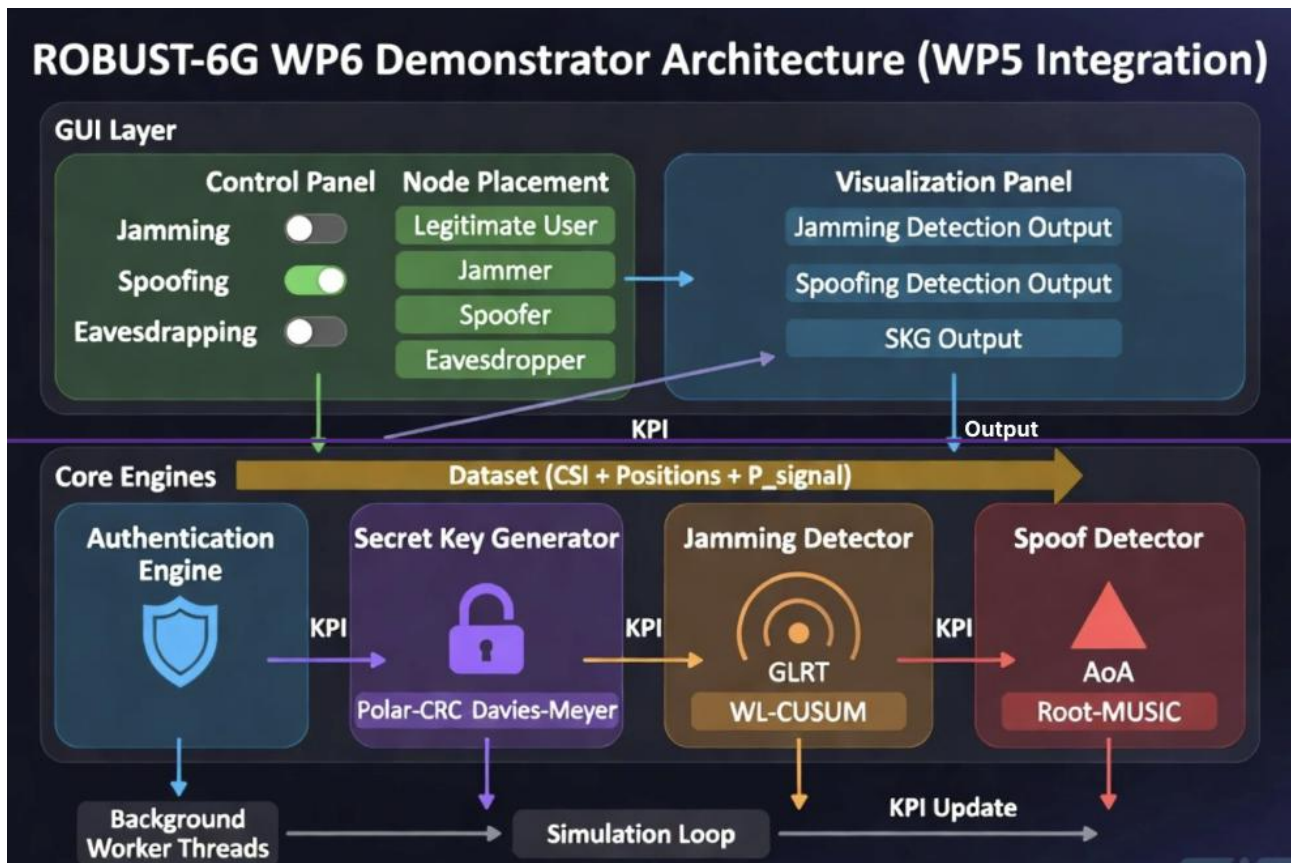 ROBUST-6G WP6 Demonstrator Architecture (WP5 Integration)
GUI Layer
Control Panel
Jamming
Spoofing
Eavesdrapping
Node Placement
Legitimate User
Jammer
Spoofer
Eavesdropper
Visualization Panel
Jamming Detection Output
Spoofing Detection Output
SKG Output
KPI
Output
Core Engines
Dataset (CSI + Positions + P_signal)
Authentication
Engine
KPI
Secret Key Generator
Polar-CRC Davies-Meyer
KPI
Jamming Detector
GLRT
WL-CUSUM
KPI
Spoof Detector
AoA
Root-MUSIC
Background
Worker Threads
Simulation Loop
KPI Update